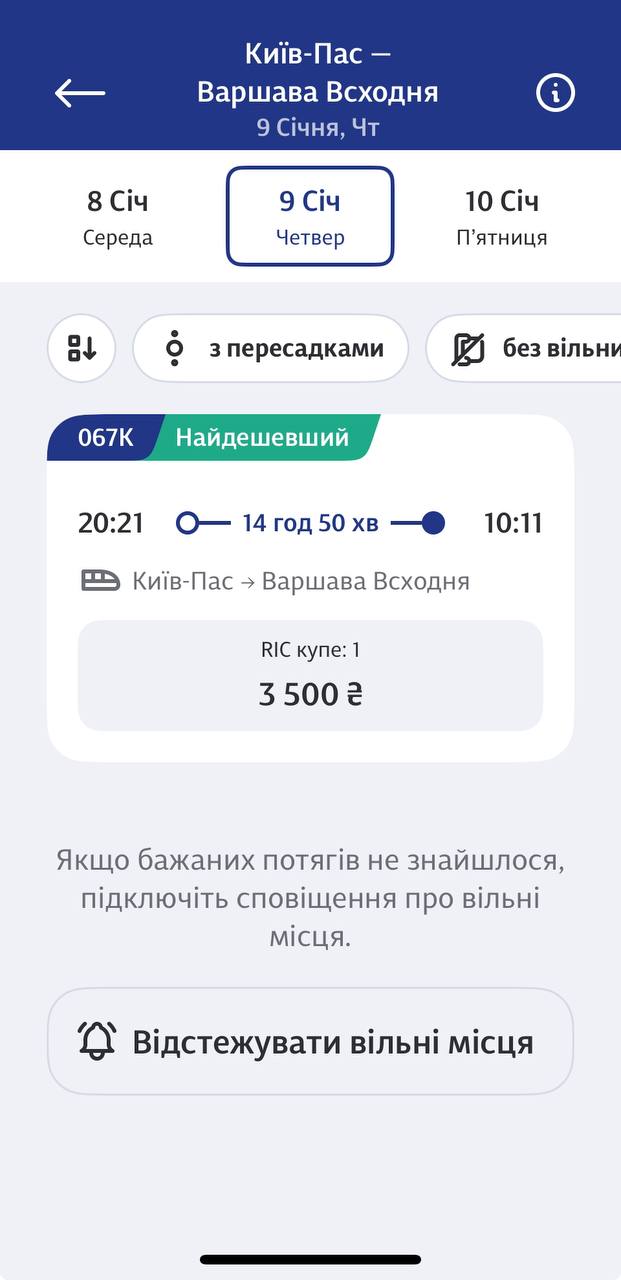 Київ-Пас —
Варшава Всходня
9 Січня, Чт
8 Січ
Середа
9 Січ
Четвер
10 Січ
П’ятниця
з пересадками
без вільни
067К
Найдешевший
20:21
14 год 50 хв
10:11
Київ-Пас → Варшава Всходня
RIC купе: 1
3 500 ₴
Якщо бажаних потягів не знайшлося,
підключіть сповіщення про вільні
місця.
Відстежувати вільні місця